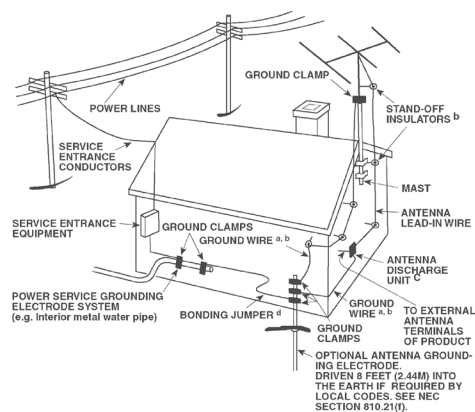 GROUND CLAMP
POWER LINES
STAND-OFF
INSULATORS b
SERVICE
ENTRANCE
CONDUCTORS
MAST
ANTENNA
LEAD-IN WIRE
SERVICE ENTRANCE
EQUIPMENT
GROUND CLAMPS
GROUND WIRE a, b
ANTENNA
DISCHARGE
UNIT C
POWER SERVICE GROUNDING
ELECTRODE SYSTEM
(e.g. Interior metal water pipe)
BONDING JUMPER d
GROUND
WIRE a, b
TO EXTERNAL
ANTENNA
TERMINALS
OF PRODUCT
GROUND
CLAMPS
OPTIONAL ANTENNA GROUND-
ING ELECTRODE.
DRIVEN 8 FEET (2.44M) INTO
THE EARTH IF REQUIRED BY
LOCAL CODES. SEE NEC
SECTION 810.21(f).